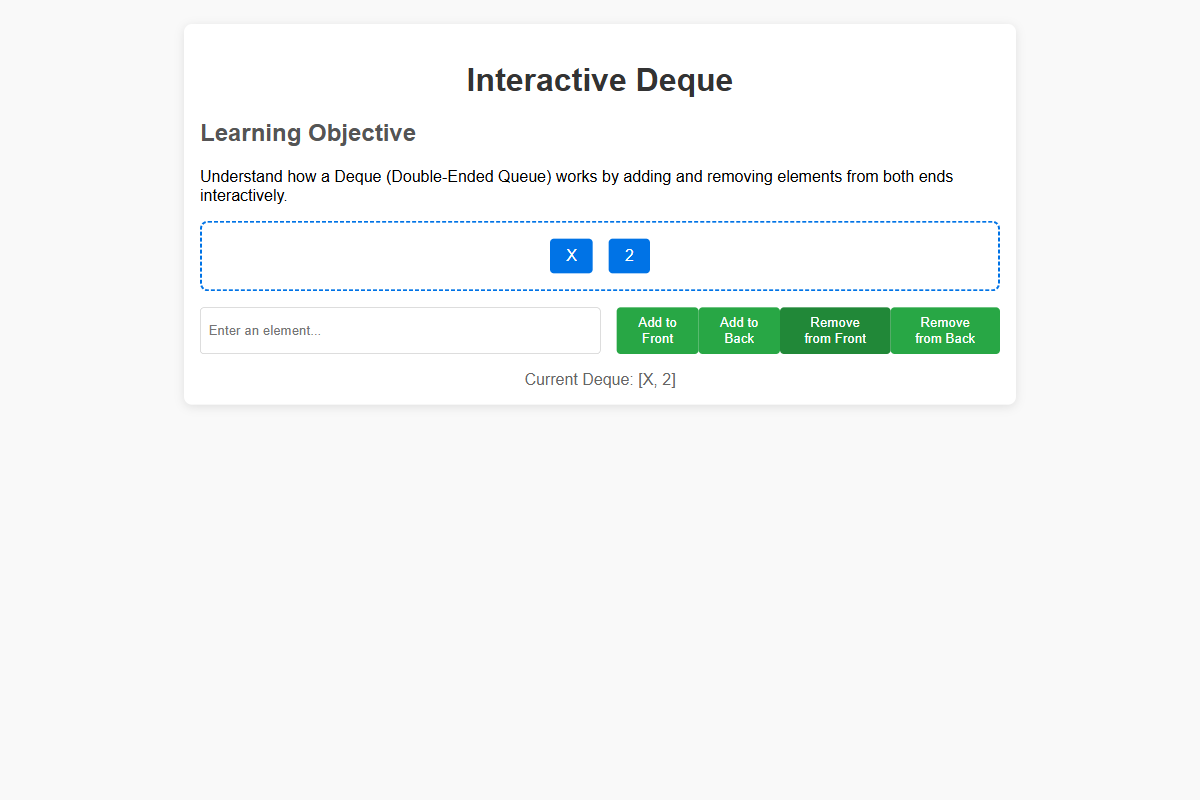 Interactive Deque
Learning Objective
Understand how a Deque (Double-Ended Queue) works by adding and removing elements from both ends
interactively.
X 2
Enter an element...
Add to Front
Add to Back
Remove from Front
Remove from Back
Current Deque: [X, 2]